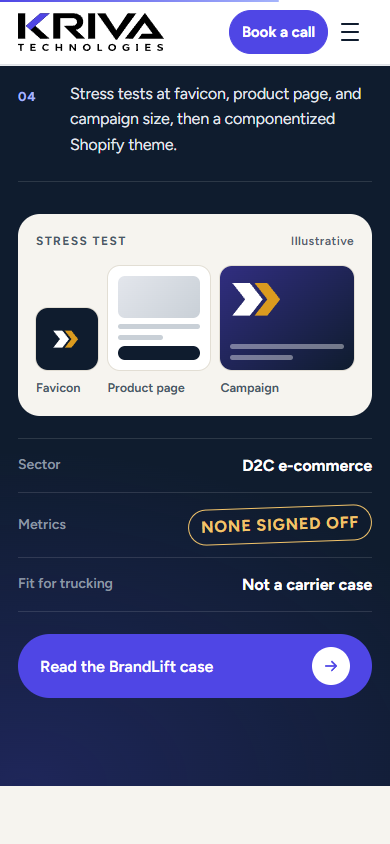 KRIVA
TECHNOLOGIES
Book a call
04
Stress tests at favicon, product page, and
campaign size, then a componentized
Shopify theme.
STRESS TEST
Illustrative
Favicon
Product page
Campaign
Sector
D2C e-commerce
Metrics
NONE SIGNED OFF
Fit for trucking
Not a carrier case
Read the BrandLift case